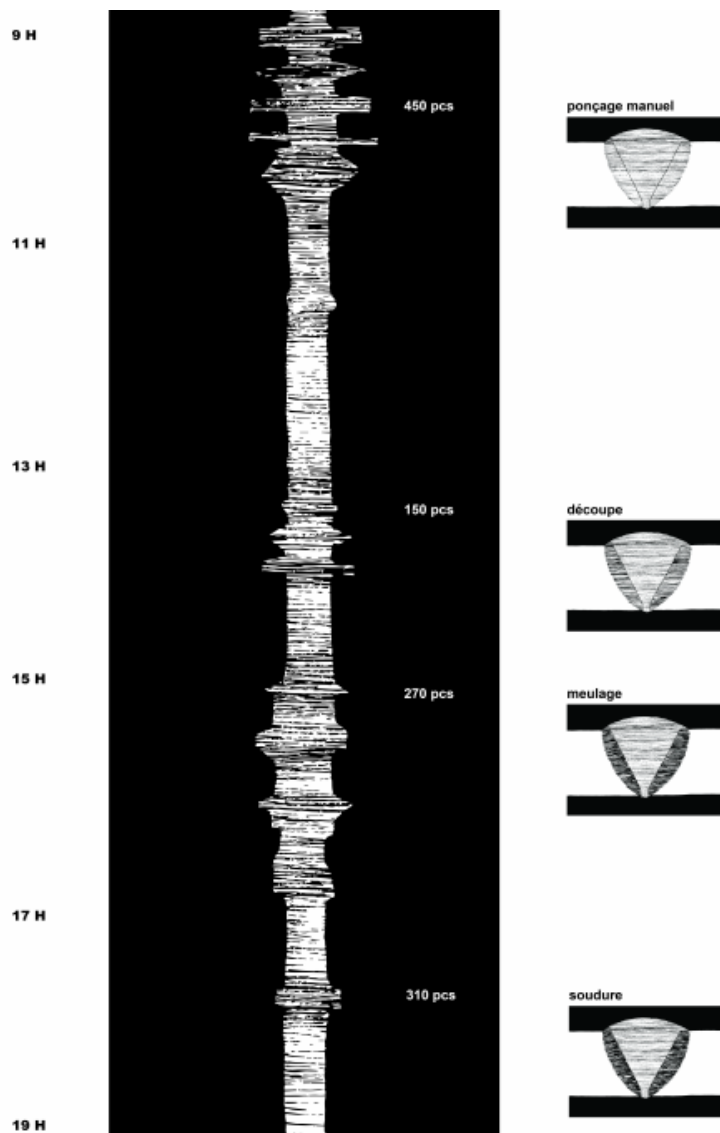 9 H
450 pcs
ponçage manuel
11 H
13 H
150 pcs
découpe
15 H
270 pcs
meulage
17 H
310 pcs
soudure
19 H